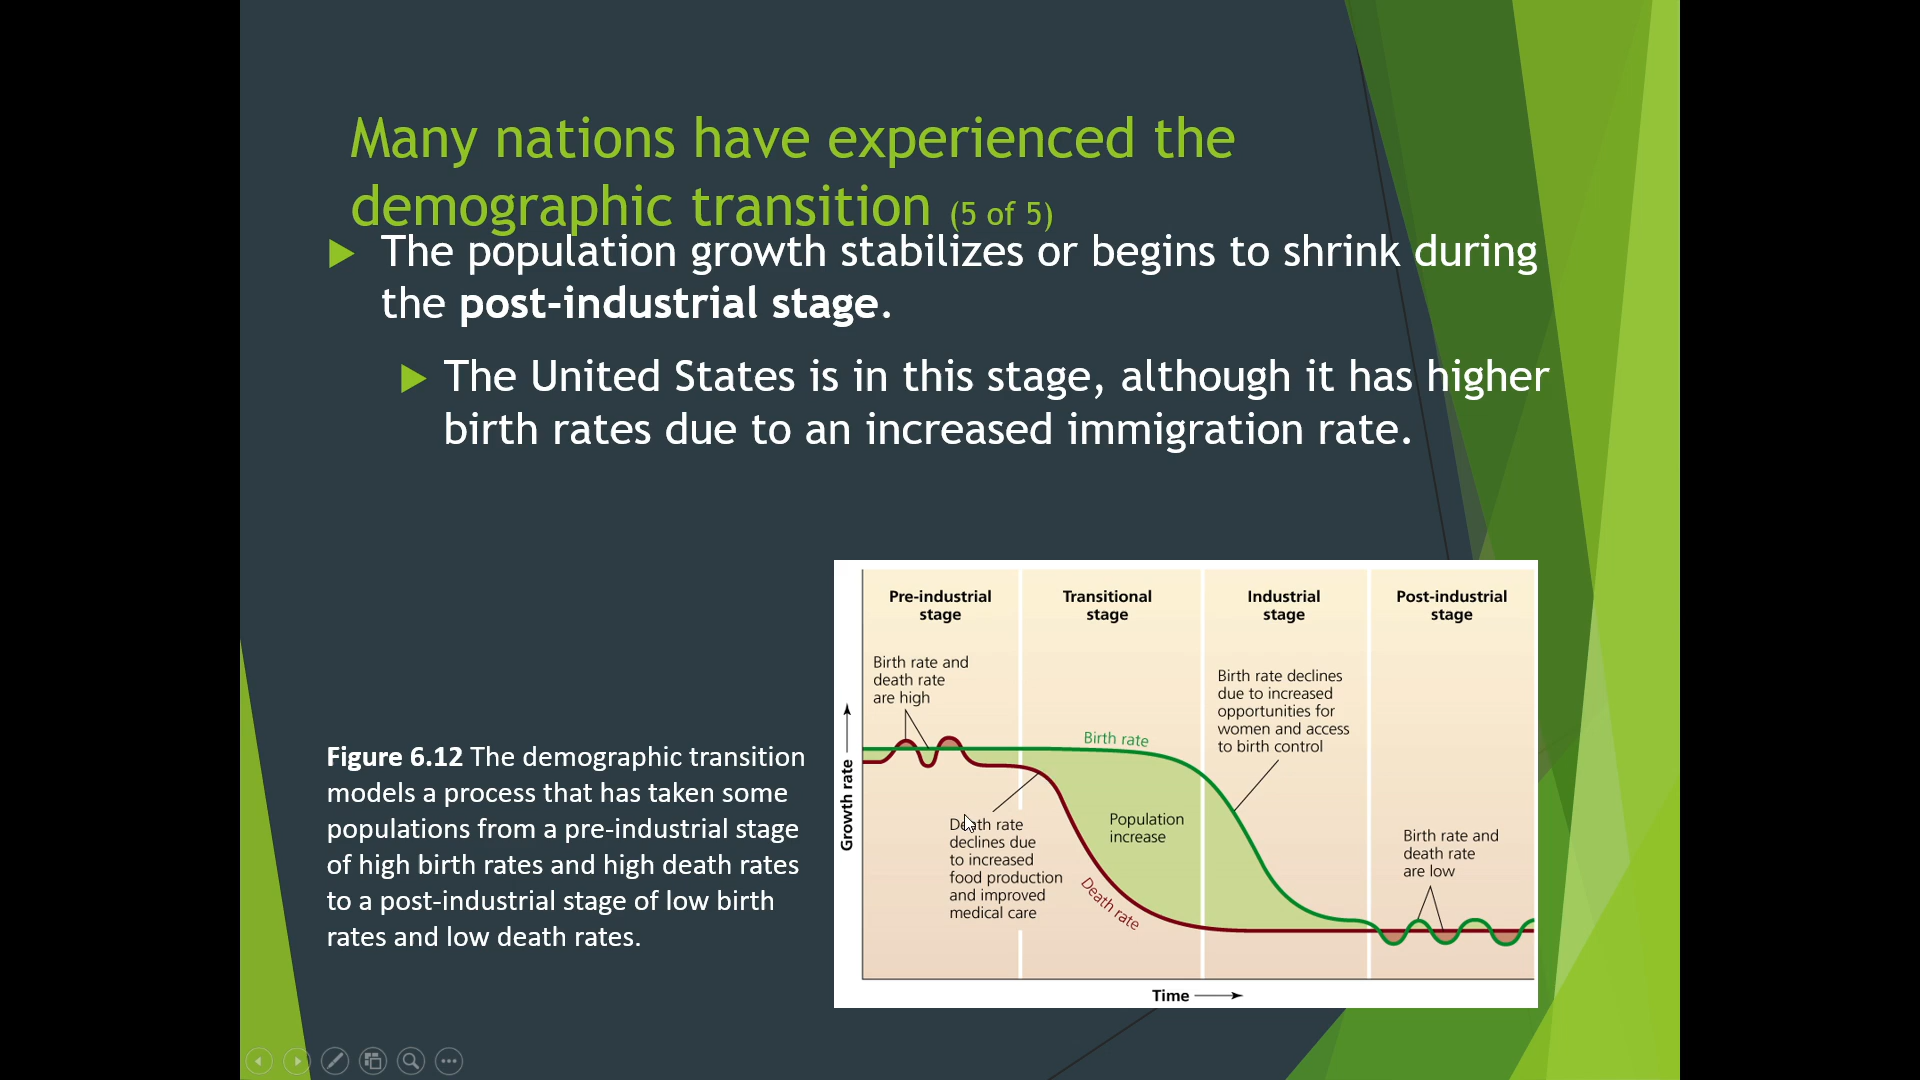 Many nations have experienced the
demographic transition (5 of 5)
The population growth stabilizes or begins to shrink during
the post-industrial stage.
The United States is in this stage, although it has higher
birth rates due to an increased immigration rate.
Figure 6.12 The demographic transition
models a process that has taken some
populations from a pre-industrial stage
of high birth rates and high death rates
to a post-industrial stage of low birth
rates and low death rates.
Pre-industrial
stage
Transitional
stage
Industrial
stage
Post-industrial
stage
Birth rate and
death rate
are high
Birth rate
Birth rate declines
due to increased
opportunities for
women and access
to birth control
Death rate
declines due
to increased
food production
and improved
medical care
Population
increase
Death rate
Birth rate and
death rate
are low
Growth rate
Time